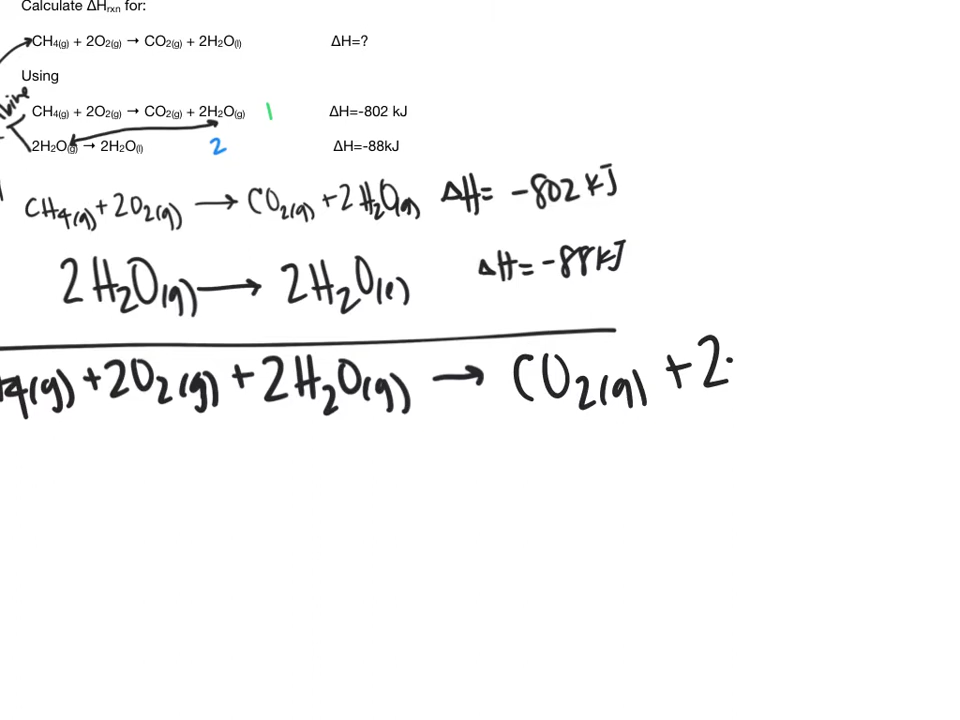 Calculate ΔHrxn for:
CH4(g) + 2O2(g) → CO2(g) + 2H2O(l) ΔH=?
Using
CH4(g) + 2O2(g) → CO2(g) + 2H2O(g) 1 ΔH=-802 kJ
2H2O(g) → 2H2O(l) 2 ΔH=-88kJ
CH4(g) + 2O2(g) → CO2(g) + 2H2O(g) ΔH= -802 kJ
2H2O(g) → 2H2O(l) ΔH= -88kJ
4(g) + 2O2(g) + 2H2O(g) → CO2(g) + 2